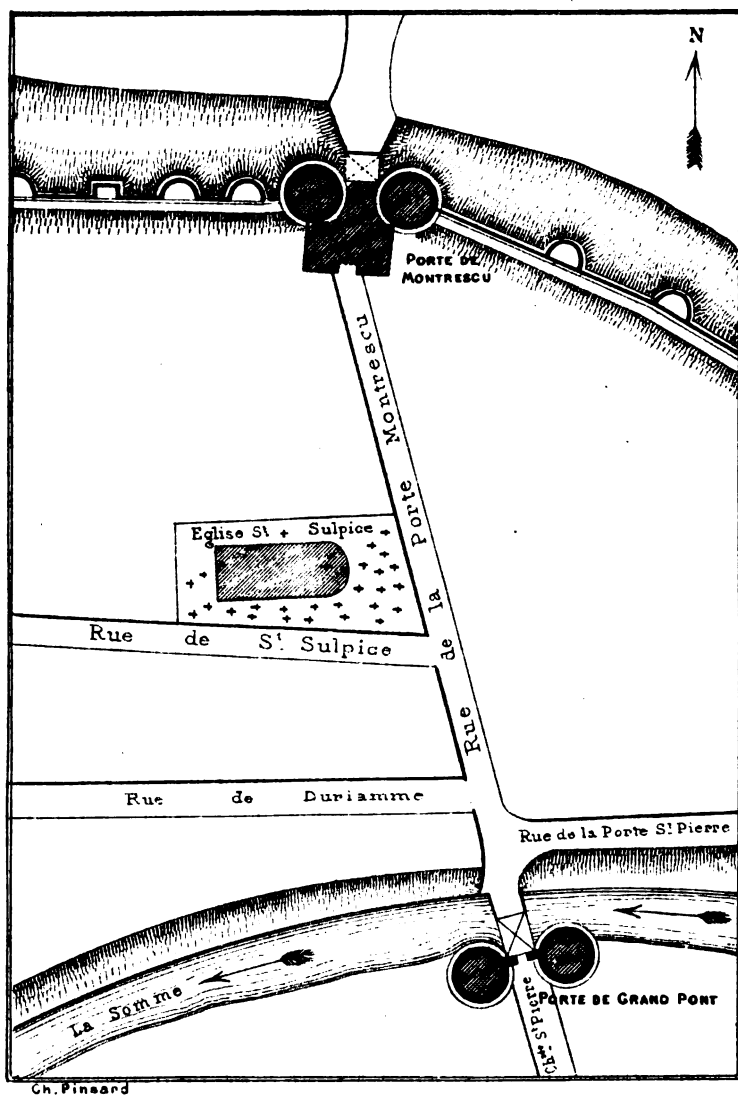 N
PORTE DE
MONTRESCU
Rue de la Porte Montrescu
Eglise St Sulpice
Rue de St Sulpice
Rue de Duriamme
Rue de la Porte St Pierre
La Somme
PORTE DE GRAND PONT
Chée St Pierre
Ch. Pinsard